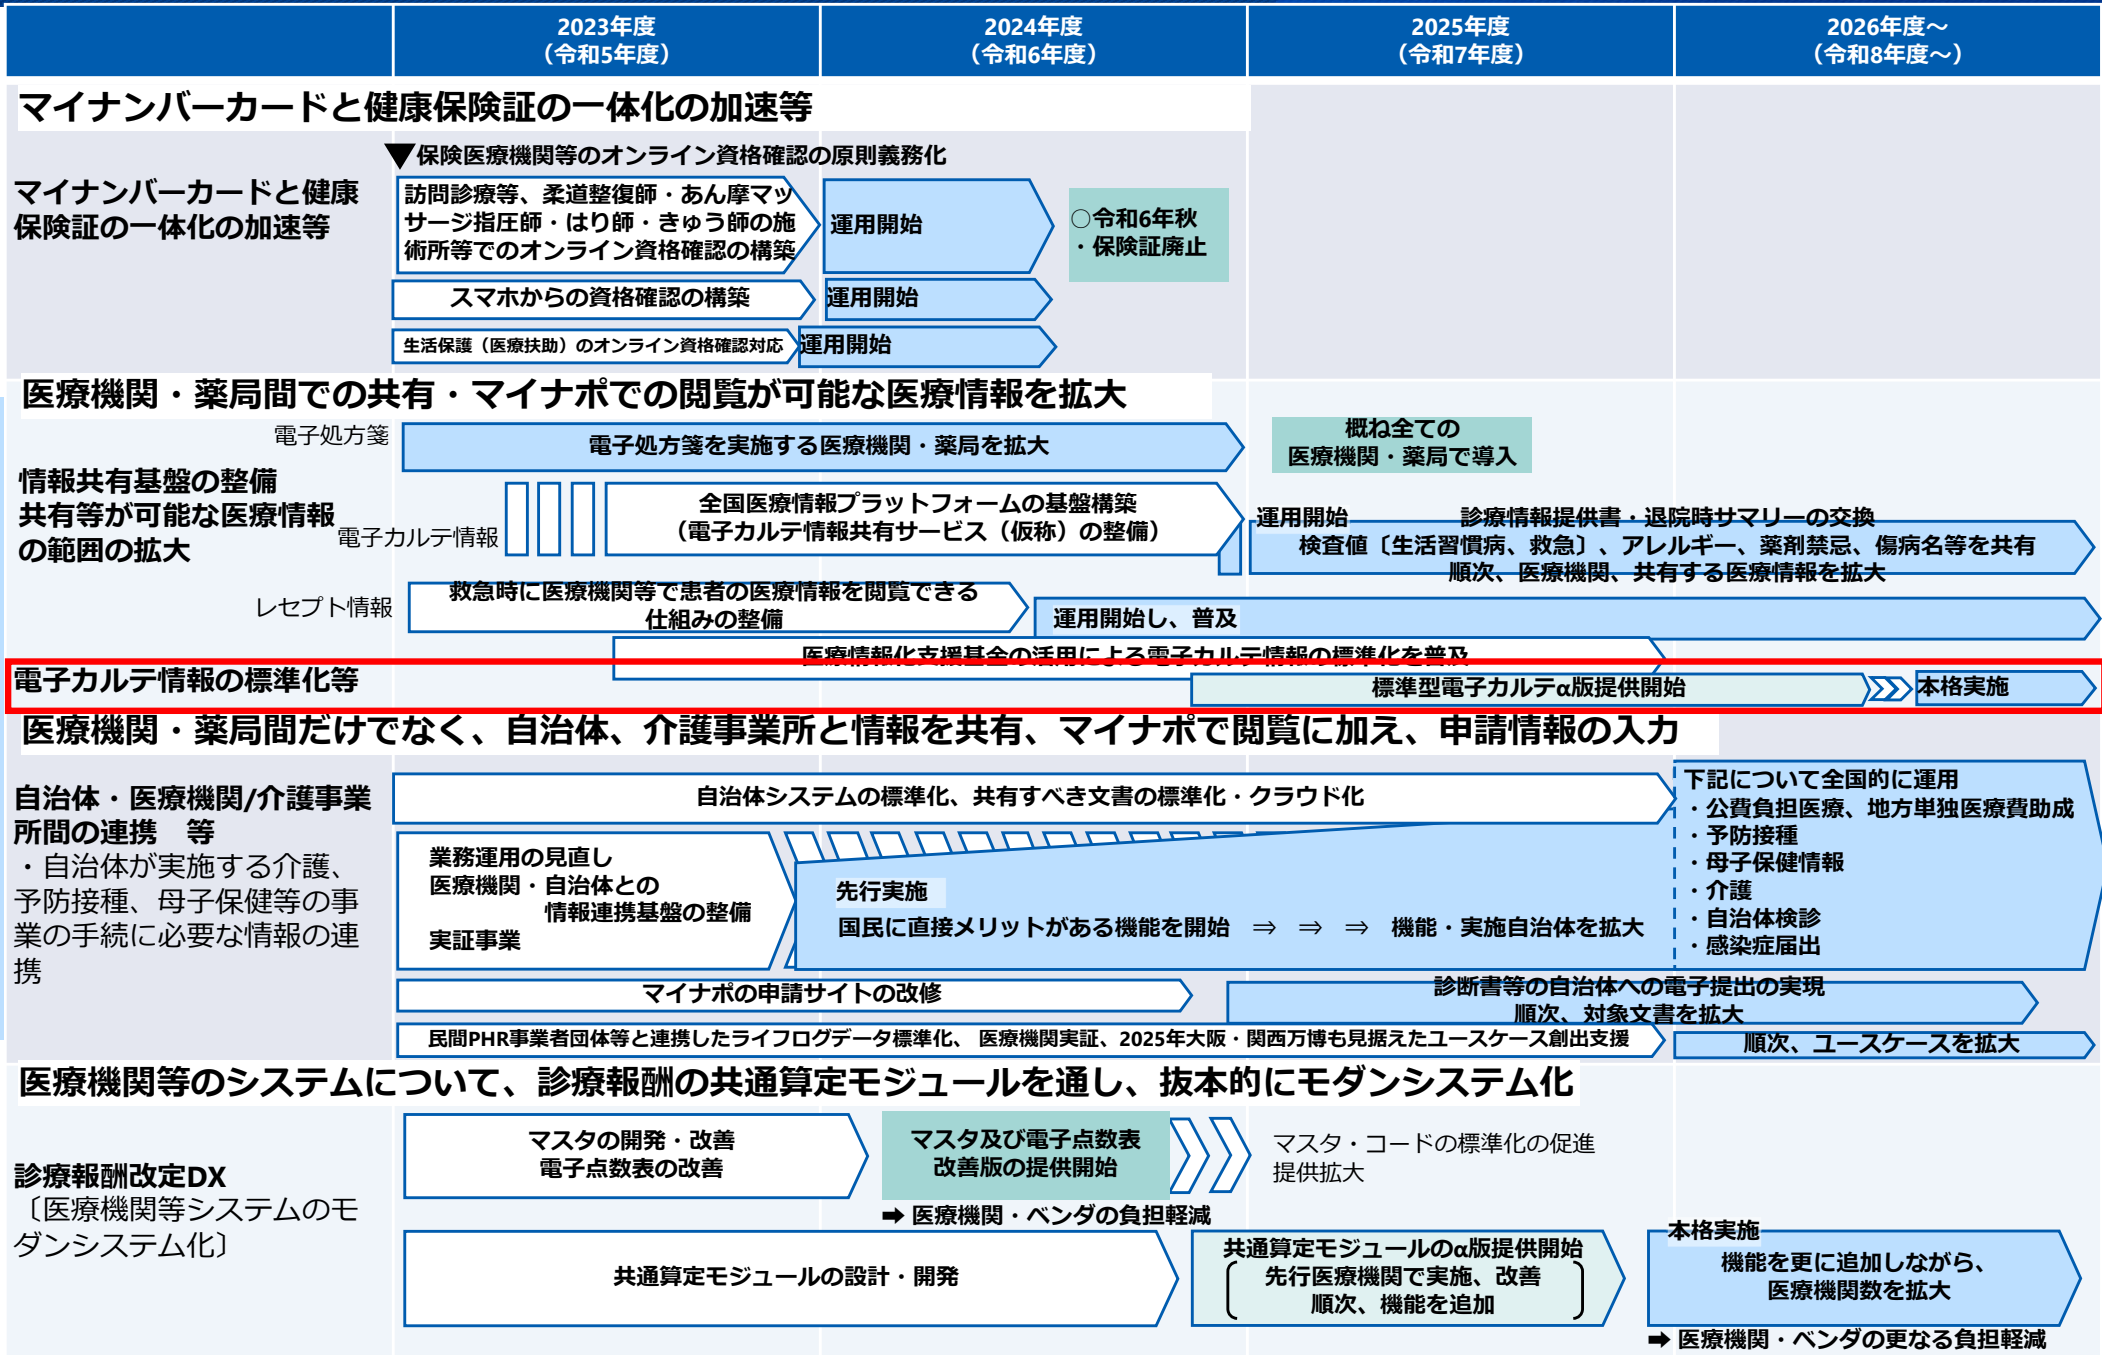 2023年度
（令和5年度）
2024年度
（令和6年度）
2025年度
（令和7年度）
2026年度～
（令和8年度～）
マイナンバーカードと健康保険証の一体化の加速等
▼保険医療機関等のオンライン資格確認の原則義務化
マイナンバーカードと健康
保険証の一体化の加速等
訪問診療等、柔道整復師・あん摩マッ
サージ指圧師・はり師・きゅう師の施
術所等でのオンライン資格確認の構築
運用開始
○令和6年秋
・保険証廃止
スマホからの資格確認の構築
運用開始
生活保護（医療扶助）のオンライン資格確認対応
運用開始
医療機関・薬局間での共有・マイナポでの閲覧が可能な医療情報を拡大
電子処方箋
電子処方箋を実施する医療機関・薬局を拡大
概ね全ての
医療機関・薬局で導入
情報共有基盤の整備
共有等が可能な医療情報
の範囲の拡大
電子カルテ情報
全国医療情報プラットフォームの基盤構築
（電子カルテ情報共有サービス（仮称）の整備）
運用開始
診療情報提供書・退院時サマリーの交換
検査値〔生活習慣病、救急〕、アレルギー、薬剤禁忌、傷病名等を共有
順次、医療機関、共有する医療情報を拡大
レセプト情報
救急時に医療機関等で患者の医療情報を閲覧できる
仕組みの整備
運用開始し、普及
医療情報化支援基金の活用による電子カルテ情報の標準化を普及
電子カルテ情報の標準化等
標準型電子カルテα版提供開始
本格実施
医療機関・薬局間だけでなく、自治体、介護事業所と情報を共有、マイナポで閲覧に加え、申請情報の入力
自治体・医療機関/介護事業
所間の連携　等
・自治体が実施する介護、
予防接種、母子保健等の事
業の手続に必要な情報の連
携
自治体システムの標準化、共有すべき文書の標準化・クラウド化
業務運用の見直し
医療機関・自治体との
情報連携基盤の整備
実証事業
先行実施
国民に直接メリットがある機能を開始　⇒　⇒　⇒　機能・実施自治体を拡大
下記について全国的に運用
・公費負担医療、地方単独医療費助成
・予防接種
・母子保健情報
・介護
・自治体検診
・感染症届出
マイナポの申請サイトの改修
診断書等の自治体への電子提出の実現
順次、対象文書を拡大
民間PHR事業者団体等と連携したライフログデータ標準化、 医療機関実証、2025年大阪・関西万博も見据えたユースケース創出支援
順次、ユースケースを拡大
医療機関等のシステムについて、診療報酬の共通算定モジュールを通し、抜本的にモダンシステム化
診療報酬改定DX
〔医療機関等システムのモ
ダンシステム化〕
マスタの開発・改善
電子点数表の改善
マスタ及び電子点数表
改善版の提供開始
マスタ・コードの標準化の促進
提供拡大
➡ 医療機関・ベンダの負担軽減
共通算定モジュールの設計・開発
共通算定モジュールのα版提供開始
先行医療機関で実施、改善
順次、機能を追加
本格実施
機能を更に追加しながら、
医療機関数を拡大
➡ 医療機関・ベンダの更なる負担軽減